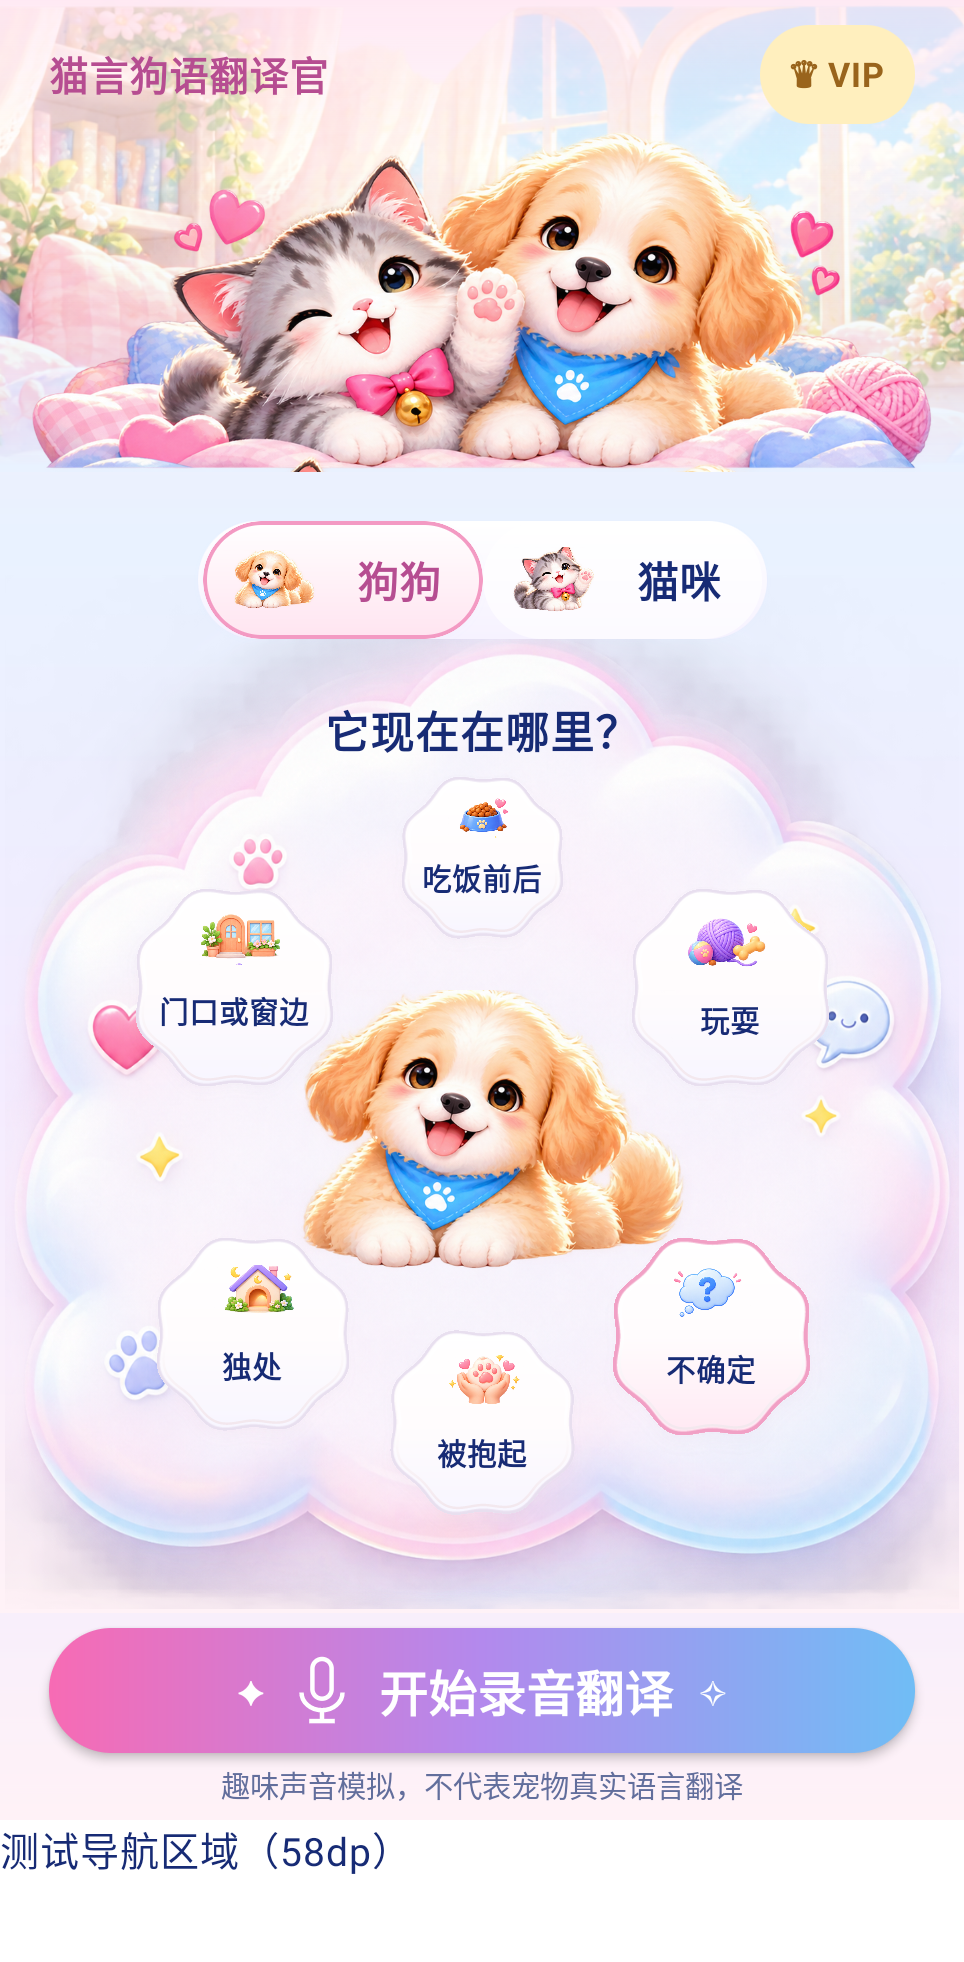 猫言狗语翻译官
VIP
狗狗
猫咪
它现在在哪里?
吃饭前后
门口或窗边
玩耍
独处
被抱起
不确定
开始录音翻译
趣味声音模拟，不代表宠物真实语言翻译
测试导航区域（58dp）